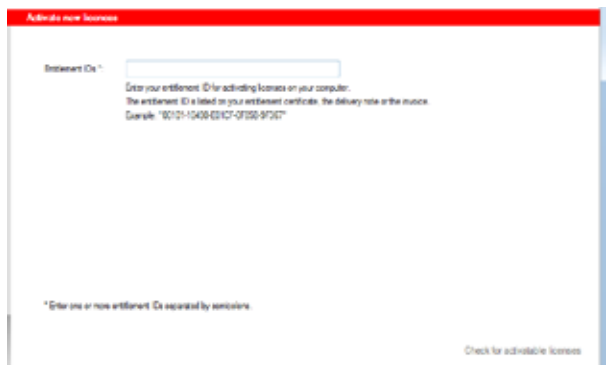 Activate new licenses
Entitlement IDs *:
Enter your entitlement ID for activating licenses on your computer.
The entitlement ID is listed on your entitlement certificate, the delivery note or the invoice.
Example:
* Enter one or more entitlement IDs separated by semicolons.
Check for activatable licenses